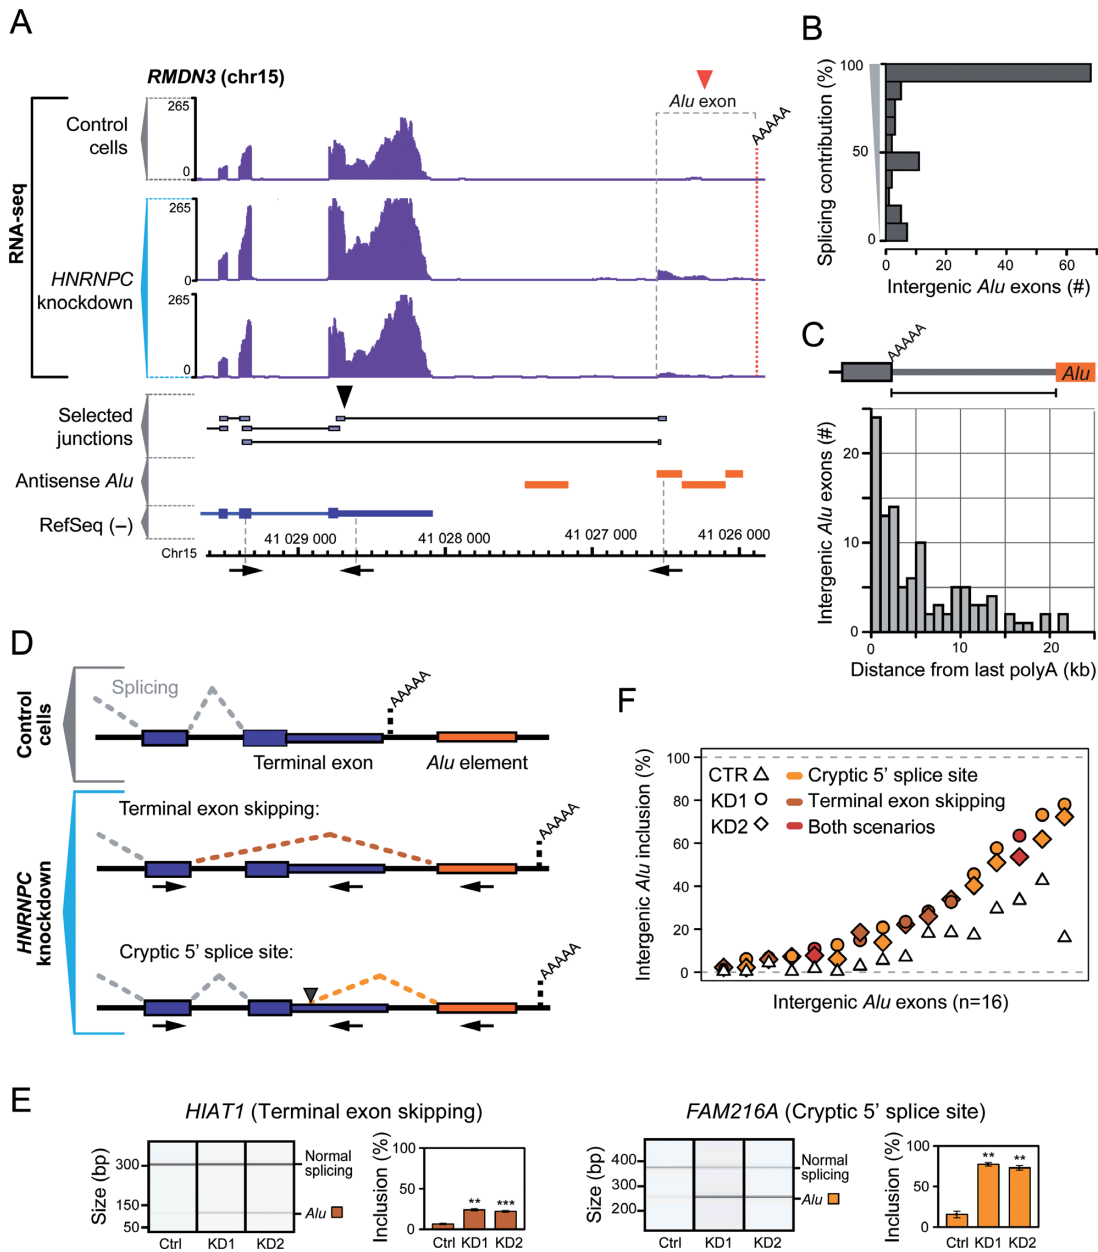 A
RMDN3 (chr15)
RNA-seq
Control
cells
265
0
Alu exon
AAAAA
HNRNPC
knockdown
265
0
265
0
Selected
junctions
Antisense Alu
RefSeq (–)
Chr15
41 029 000
41 028 000
41 027 000
41 026 000
B
Splicing contribution (%)
100
50
0
0
20
40
60
Intergenic Alu exons (#)
C
AAAAA
Alu
Intergenic Alu exons (#)
20
10
0
0
10
20
Distance from last polyA (kb)
D
Control
cells
Splicing
AAAAA
Terminal exon
Alu element
HNRNPC
knockdown
Terminal exon skipping:
AAAAA
Cryptic 5' splice site:
AAAAA
F
Intergenic Alu inclusion (%)
100
80
60
40
20
0
CTR
KD1
KD2
Cryptic 5' splice site
Terminal exon skipping
Both scenarios
Intergenic Alu exons (n=16)
E
HIAT1 (Terminal exon skipping)
Size (bp)
300
150
50
Normal
splicing
Alu
Ctrl
KD1
KD2
Inclusion (%)
100
50
0
**
***
Ctrl
KD1
KD2
FAM216A (Cryptic 5' splice site)
Size (bp)
400
300
200
Normal
splicing
Alu
Ctrl
KD1
KD2
Inclusion (%)
100
50
0
**
**
Ctrl
KD1
KD2